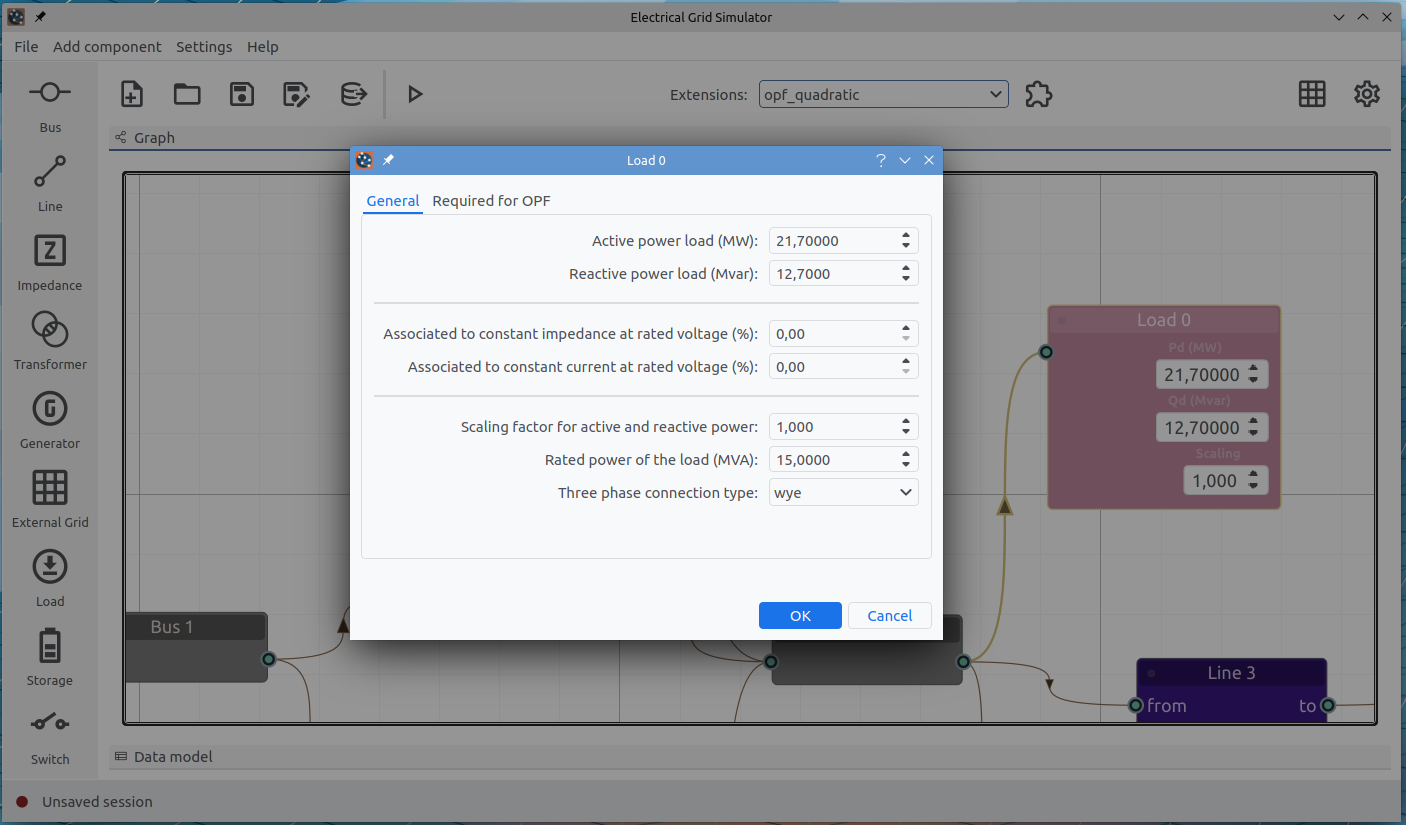 Electrical Grid Simulator
File Add component Settings Help
Extensions: opf_quadratic
Bus
Line
Z
Impedance
Transformer
G
Generator
External Grid
Load
Storage
Switch
Graph
Load 0
?
General Required for OPF
Active power load (MW): 21,70000
Reactive power load (Mvar): 12,7000
Associated to constant impedance at rated voltage (%): 0,00
Associated to constant current at rated voltage (%): 0,00
Scaling factor for active and reactive power: 1,000
Rated power of the load (MVA): 15,0000
Three phase connection type: wye
OK Cancel
Load 0
Pd (MW)
21,70000
Qd (Mvar)
12,70000
Scaling
1,000
Bus 1
Line 3
from to
Data model
Unsaved session